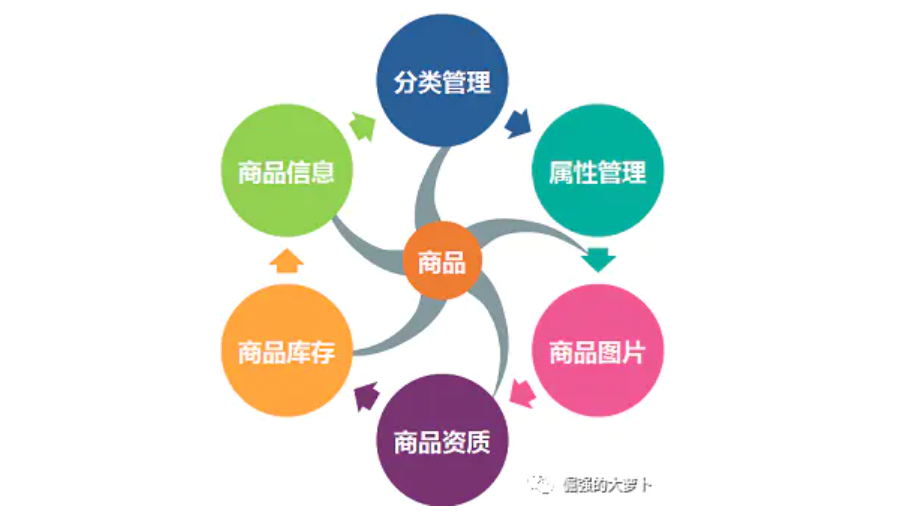 分类管理
属性管理
商品图片
商品资质
商品库存
商品信息
商品
倔强的大萝卜